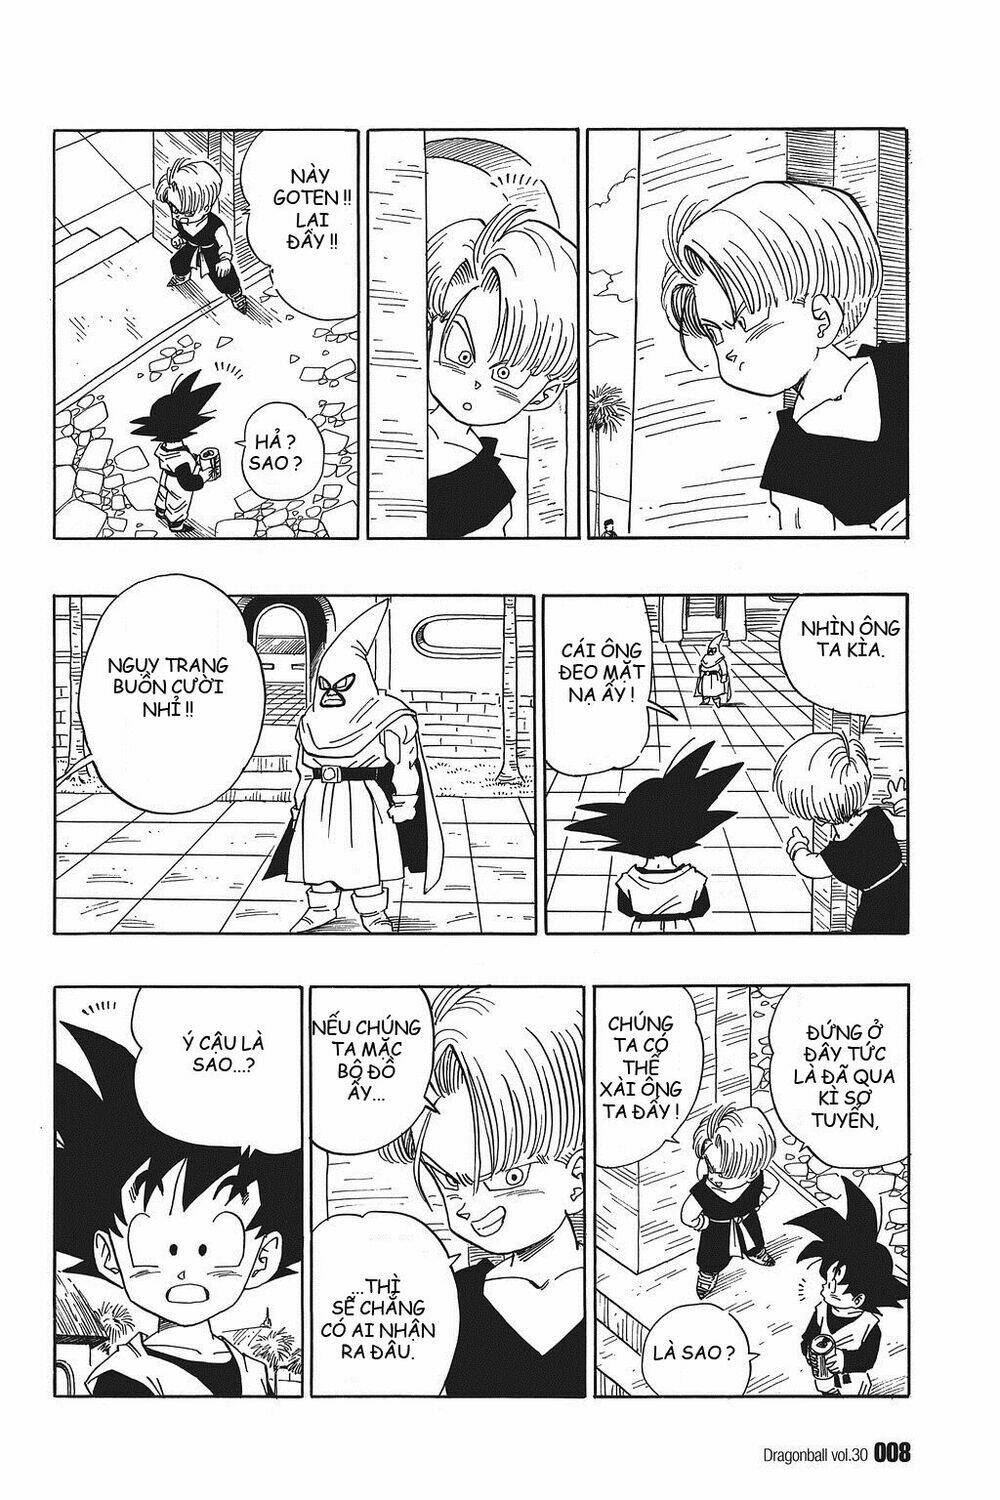 NÀY
GOTEN !!
LẠI
ĐÂY !!
HẢ ?
SAO ?
NHÌN ÔNG
TA KÌA.
CÁI ÔNG
ĐEO MẶT
NẠ ẤY !
NGỤY TRANG
BUỒN CƯỜI
NHỈ !!
ĐỨNG Ở
ĐÂY TỨC
LÀ ĐÃ QUA
KÌ SƠ
TUYỂN,
CHÚNG
TA CÓ
THỂ
XÀI ÔNG
TA ĐẤY !
LÀ SAO ?
NẾU CHÚNG
TA MẶC
BỘ ĐỒ
ẤY...
...THÌ
SẼ CHẲNG
CÓ AI NHẬN
RA ĐÂU.
Ý CẬU LÀ
SAO...?
Dragonball vol.30 008